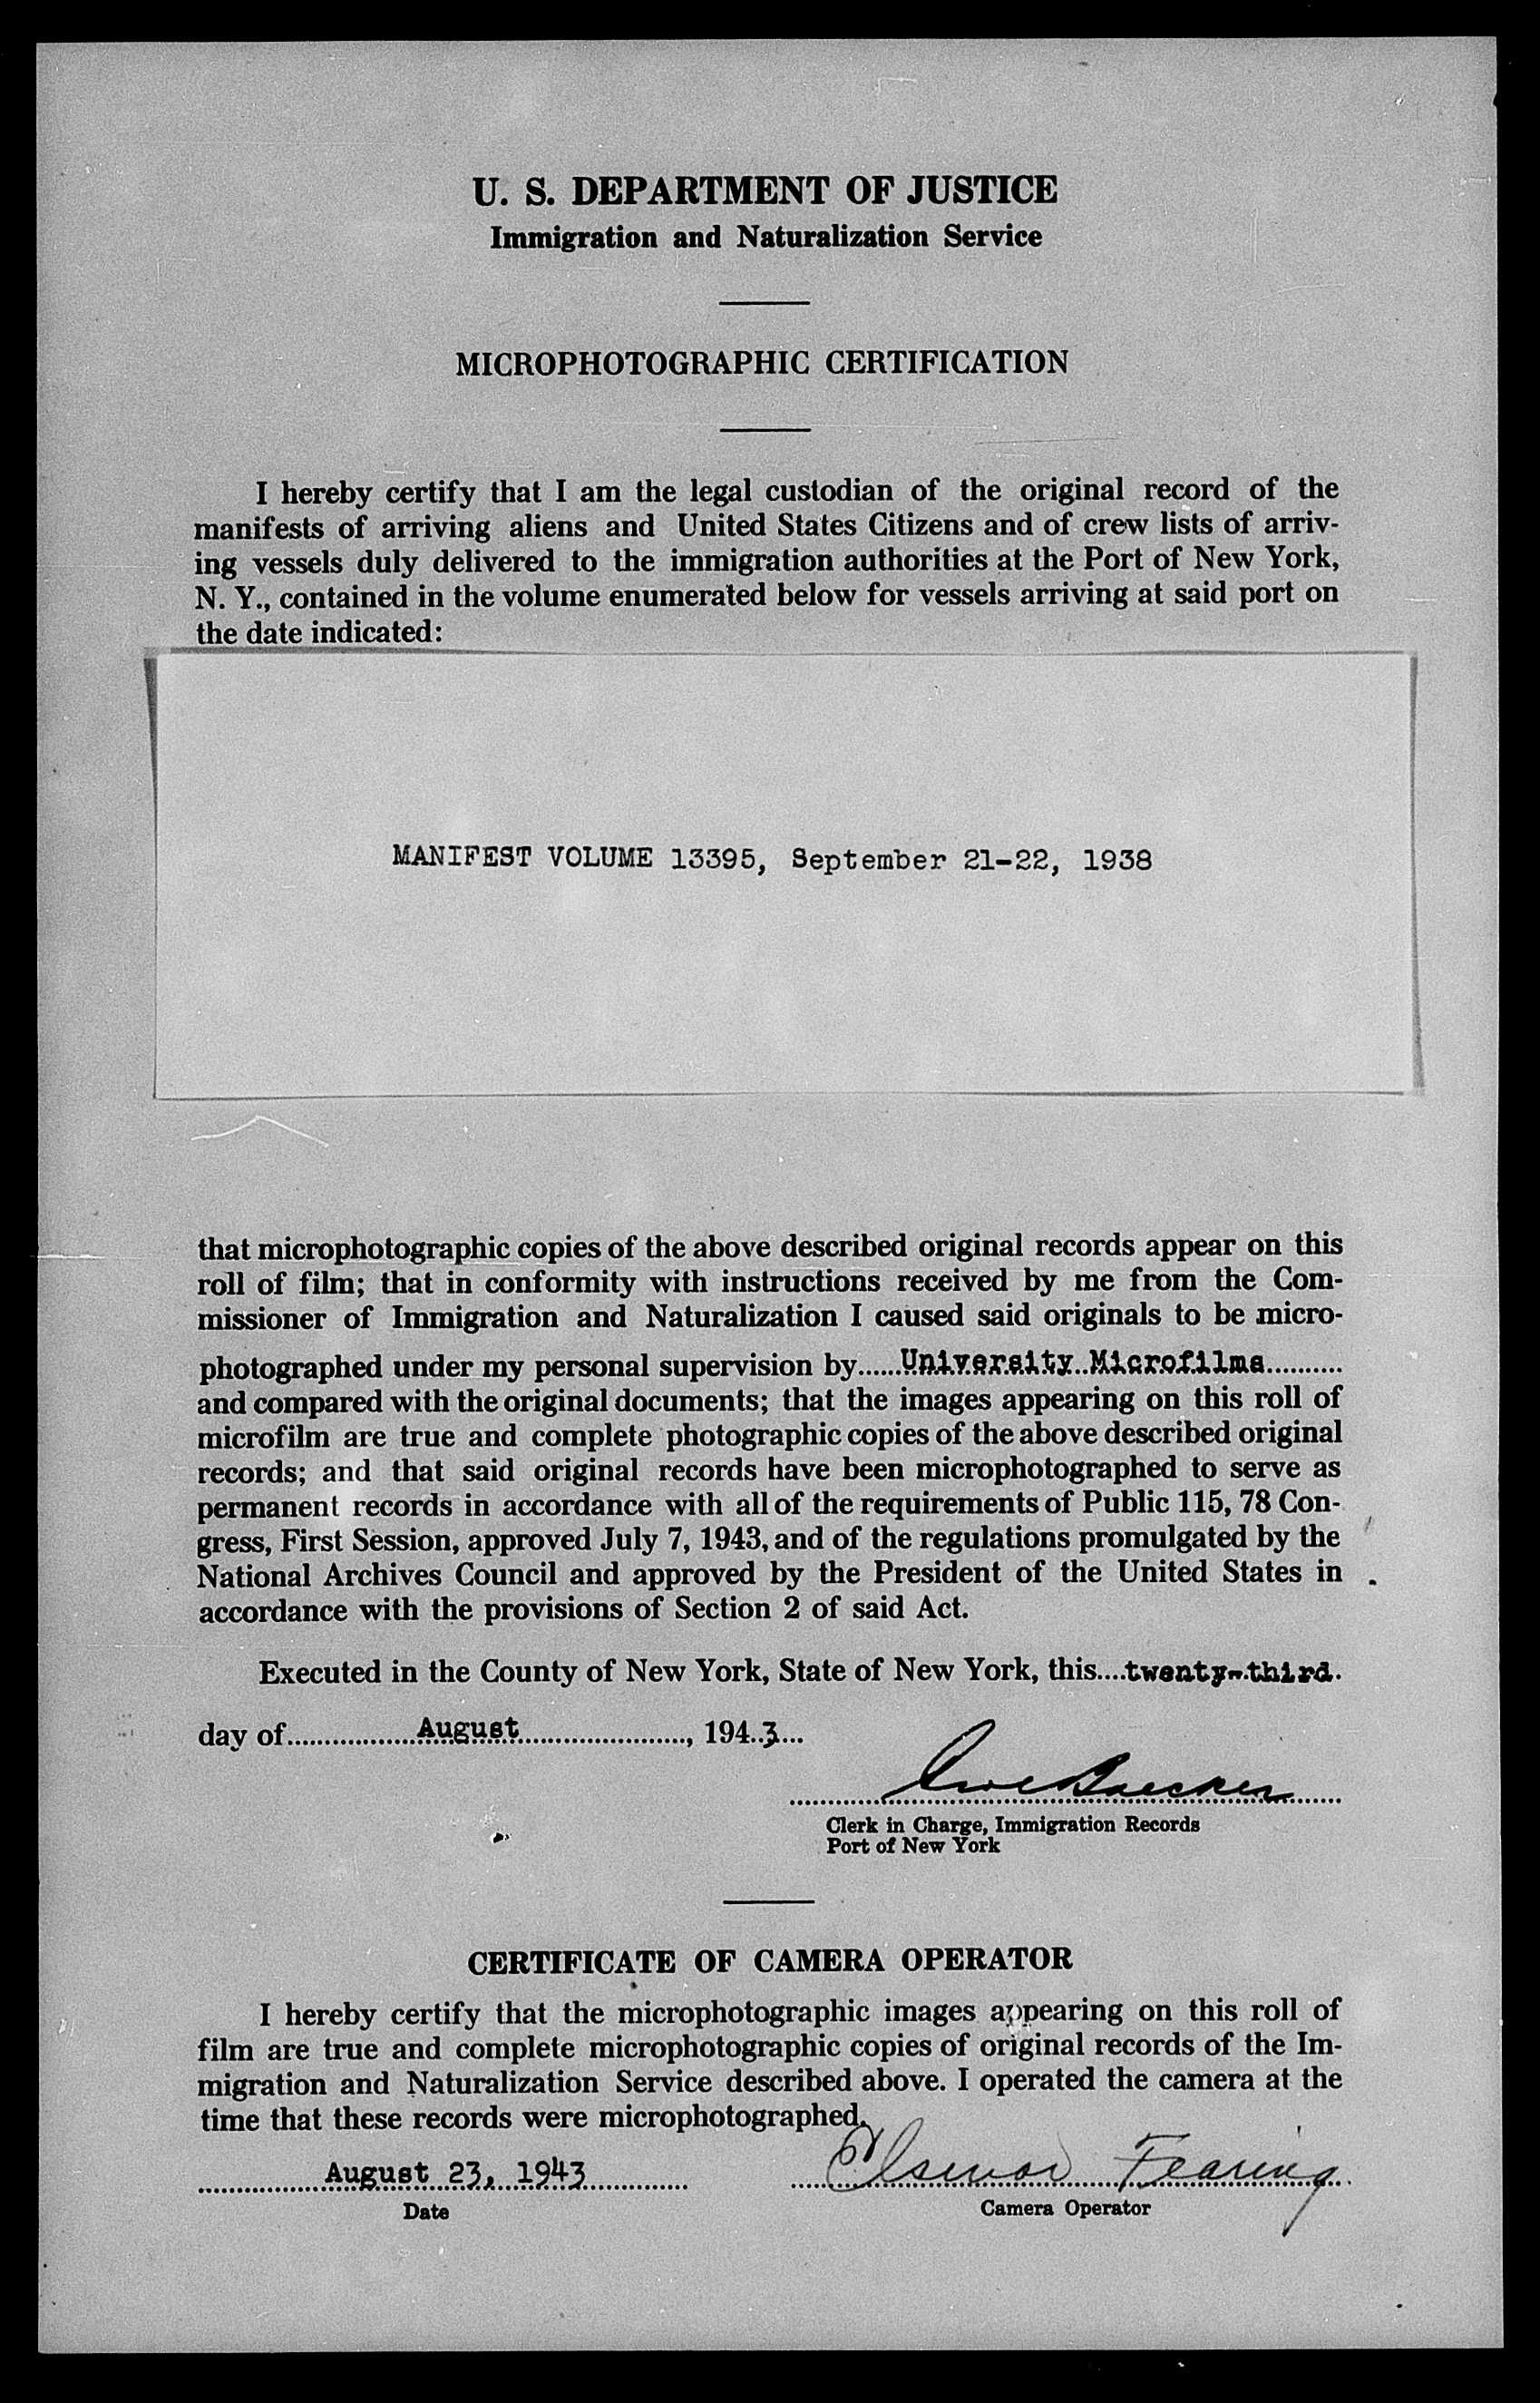 U. S. DEPARTMENT OF JUSTICE
Immigration and Naturalization Service
MICROPHOTOGRAPHIC CERTIFICATION
I hereby certify that I am the legal custodian of the original record of the
manifests of arriving aliens and United States Citizens and of crew lists of arriv-
ing vessels duly delivered to the immigration authorities at the Port of New York,
N. Y., contained in the volume enumerated below for vessels arriving at said port on
the date indicated:
MANIFEST VOLUME 13395, September 21-22, 1938
that microphotographic copies of the above described original records appear on this
roll of film; that in conformity with instructions received by me from the Com-
missioner of Immigration and Naturalization I caused said originals to be micro-
photographed under my personal supervision by......University Microfilms..........
and compared with the original documents; that the images appearing on this roll of
microfilm are true and complete photographic copies of the above described original
records; and that said original records have been microphotographed to serve as
permanent records in accordance with all of the requirements of Public 115, 78 Con-
gress, First Session, approved July 7, 1943, and of the regulations promulgated by the
National Archives Council and approved by the President of the United States in
accordance with the provisions of Section 2 of said Act.
Executed in the County of New York, State of New York, this....twenty-third.
day of.................August......................, 194..3...
Clerk in Charge, Immigration Records
Port of New York
CERTIFICATE OF CAMERA OPERATOR
I hereby certify that the microphotographic images appearing on this roll of
film are true and complete microphotographic copies of original records of the Im-
migration and Naturalization Service described above. I operated the camera at the
time that these records were microphotographed.
August 23, 1943 Fearing
Date Camera Operator